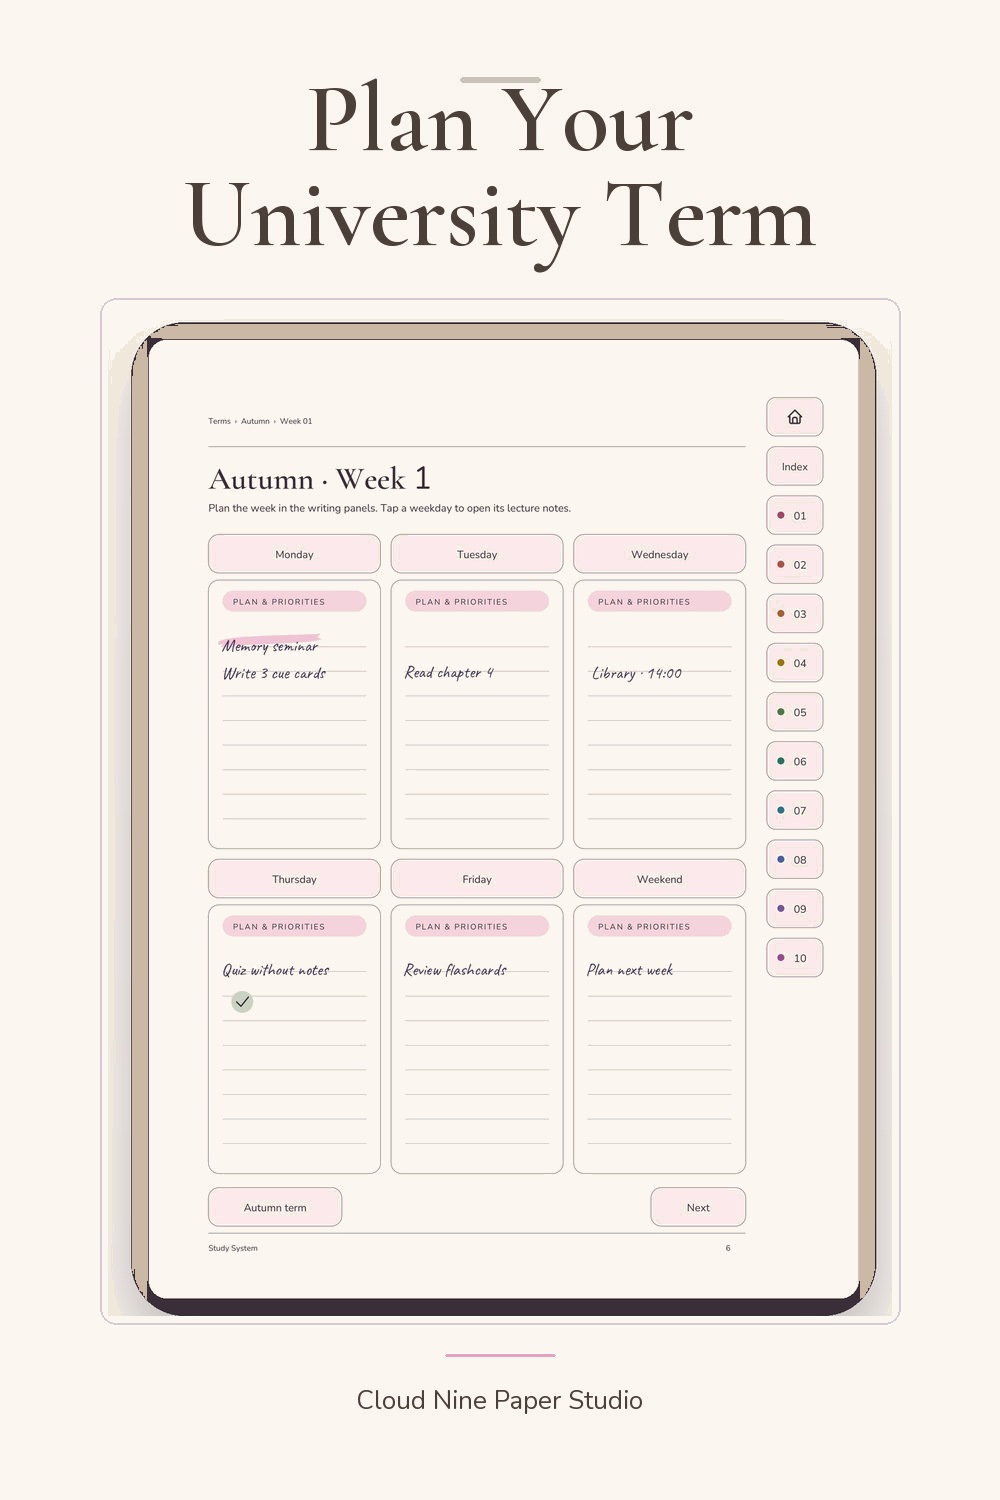 Plan Your
University Term
Terms › Autumn › Week 01
Autumn · Week 1
Plan the week in the writing panels. Tap a weekday to open its lecture notes.
Monday
Tuesday
Wednesday
PLAN & PRIORITIES
PLAN & PRIORITIES
PLAN & PRIORITIES
Memory seminar
Write 3 cue cards
Read chapter 4
Library · 14:00
Thursday
Friday
Weekend
PLAN & PRIORITIES
PLAN & PRIORITIES
PLAN & PRIORITIES
Quiz without notes
Review flashcards
Plan next week
Autumn term
Next
Study System
6
Index
01
02
03
04
05
06
07
08
09
10
Cloud Nine Paper Studio